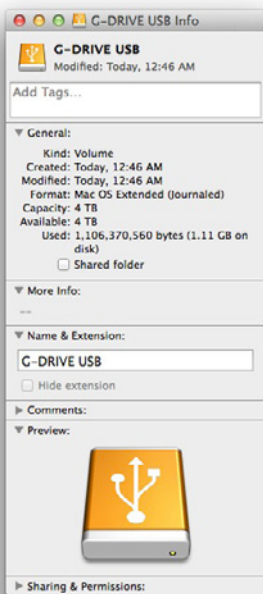 G-DRIVE USB Info
G-DRIVE USB
Modified: Today, 12:46 AM
Add Tags...
General:
Kind: Volume
Created: Today, 12:46 AM
Modified: Today, 12:46 AM
Format: Mac OS Extended (Journaled)
Capacity: 4 TB
Available: 4 TB
Used: 1,106,370,560 bytes (1.11 GB on
disk)
Shared folder
More Info:
--
Name & Extension:
G-DRIVE USB
Hide extension
Comments:
Preview:
Sharing & Permissions: